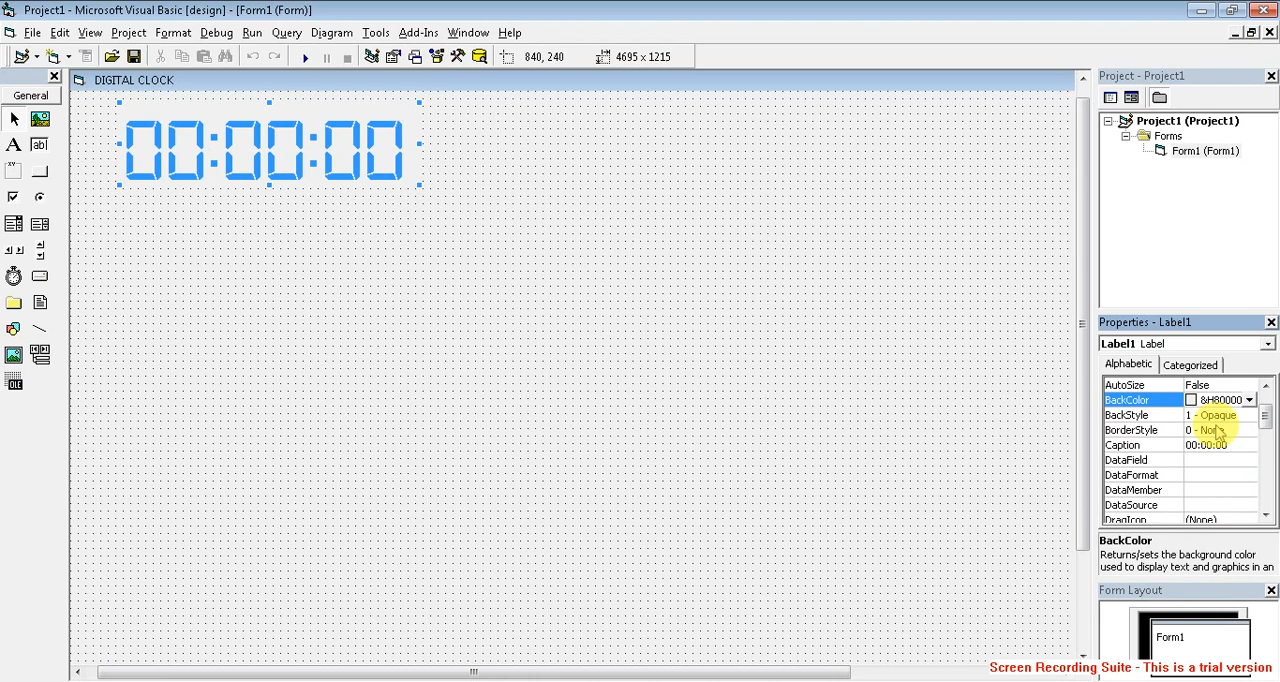 Project1 - Microsoft Visual Basic [design] - [Form1 (Form)]
File Edit View Project Format Debug Run Query Diagram Tools Add-Ins Window Help
840, 240 4695 x 1215
General
DIGITAL CLOCK
00:00:00
A ab|
XY
OLE
Project - Project1
Project1 (Project1)
Forms
Form1 (Form1)
Properties - Label1
Label1 Label
Alphabetic Categorized
AutoSize False
BackColor &H80000
BackStyle 1 - Opaque
BorderStyle 0 - None
Caption 00:00:00
DataField
DataFormat
DataMember
DataSource
DragIcon (None)
BackColor
Returns/sets the background color
used to display text and graphics in an
Form Layout
Form1
Screen Recording Suite - This is a trial version